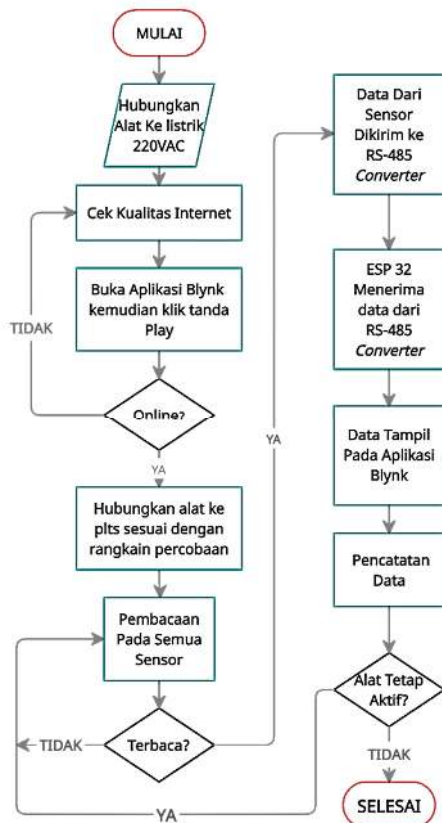 MULAI
Hubungkan
Alat Ke listrik
220VAC
Cek Kualitas Internet
Buka Aplikasi Blynk
kemudian klik tanda
Play
TIDAK
Online?
YA
Hubungkan alat ke
plts sesuai dengan
rangkain percobaan
Pembacaan
Pada Semua
Sensor
TIDAK
Terbaca?
YA
Data Dari
Sensor
Dikirim ke
RS-485
Converter
ESP 32
Menerima
data dari
RS-485
Converter
Data Tampil
Pada Aplikasi
Blynk
Pencatatan
Data
Alat Tetap
Aktif?
YA
TIDAK
SELESAI